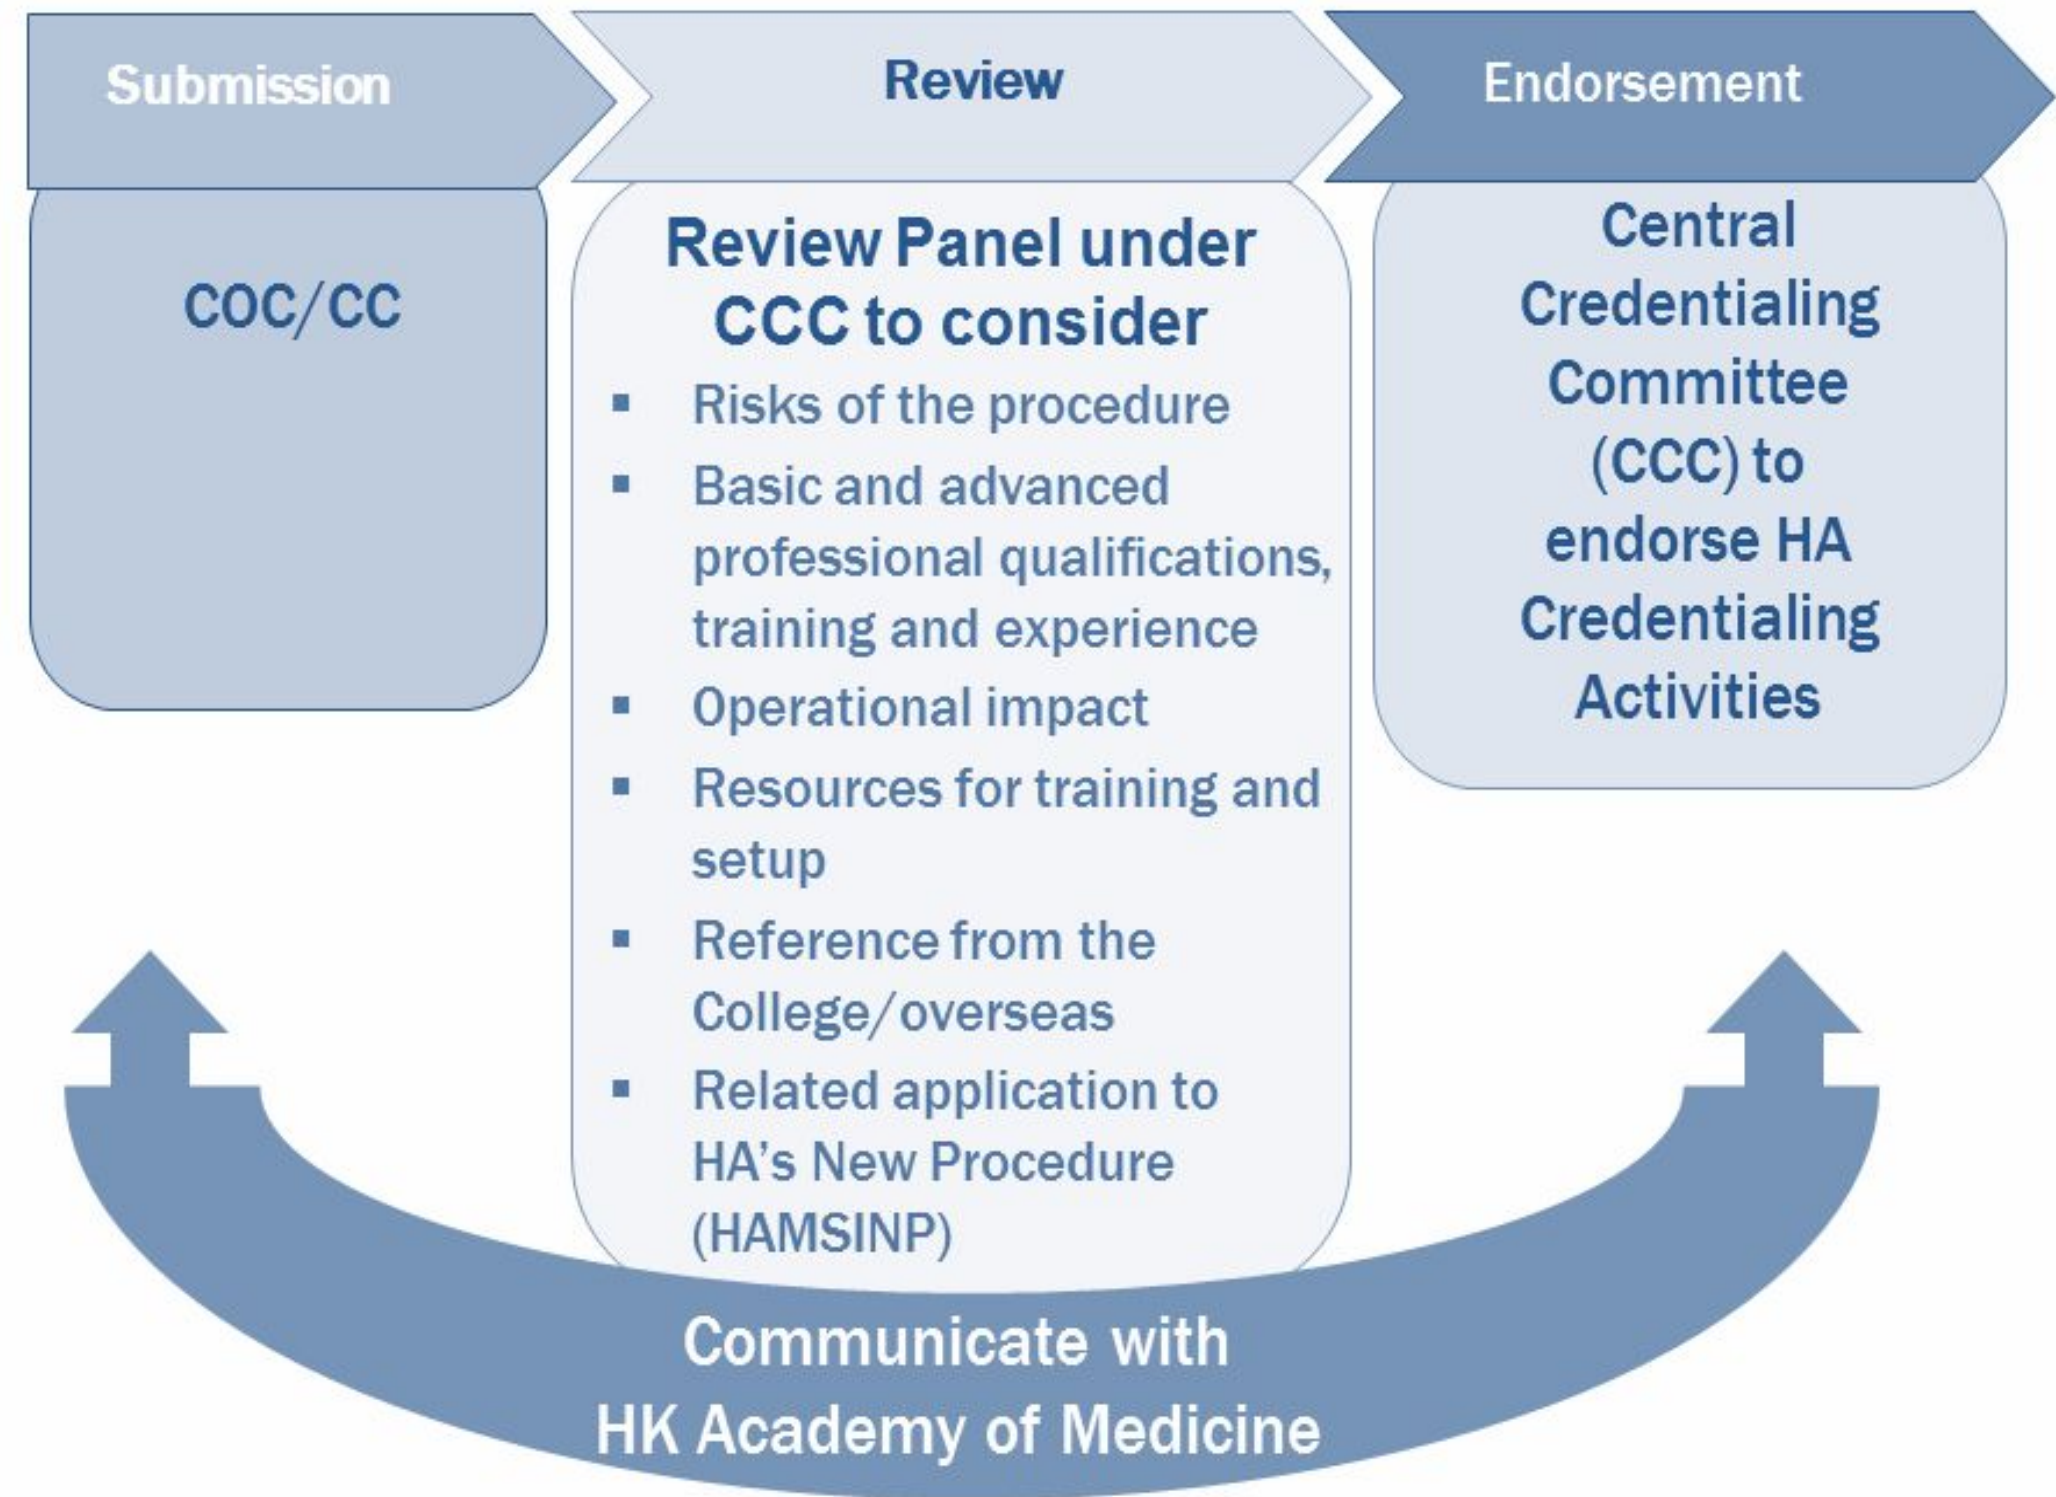 Submission
COC/CC
Review
Review Panel under
CCC to consider
▪ Risks of the procedure
▪ Basic and advanced
professional qualifications,
training and experience
▪ Operational impact
▪ Resources for training and
setup
▪ Reference from the
College/overseas
▪ Related application to
HA's New Procedure
(HAMSINP)
Endorsement
Central
Credentialing
Committee
(CCC) to
endorse HA
Credentialing
Activities
Communicate with
HK Academy of Medicine